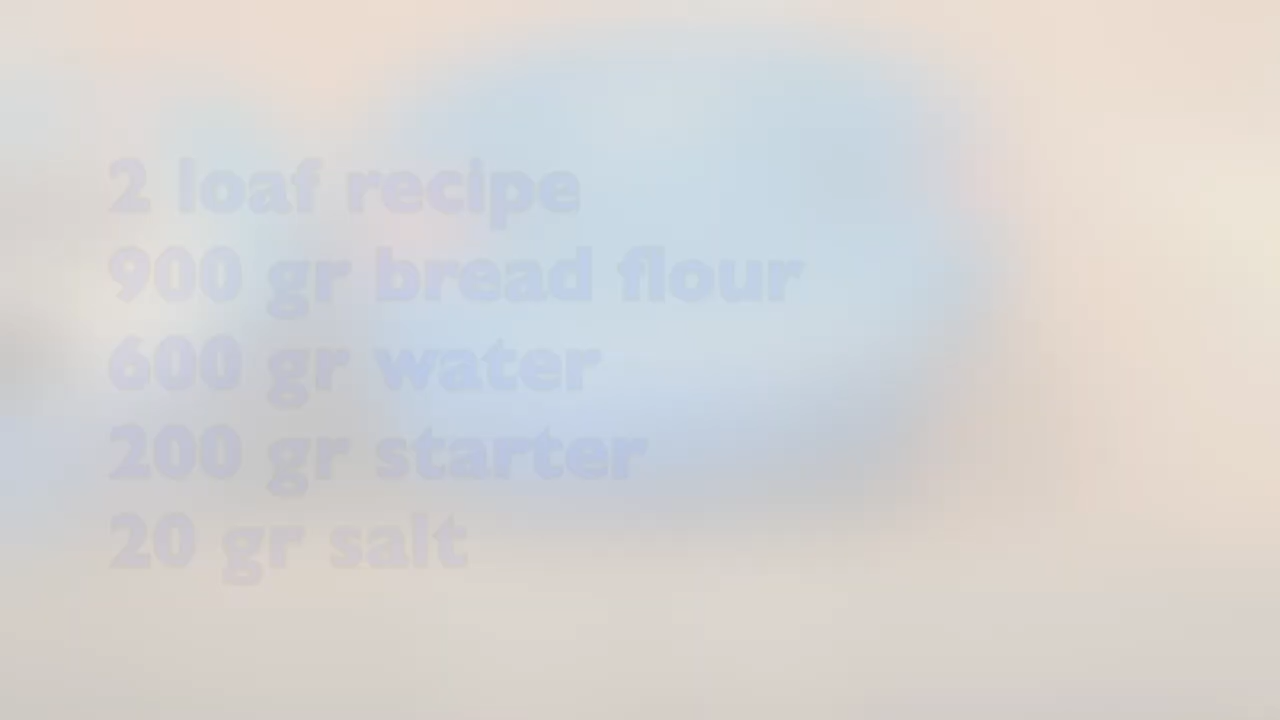 2 loaf recipe
900 gr bread flour
600 gr water
200 gr starter
20 gr salt